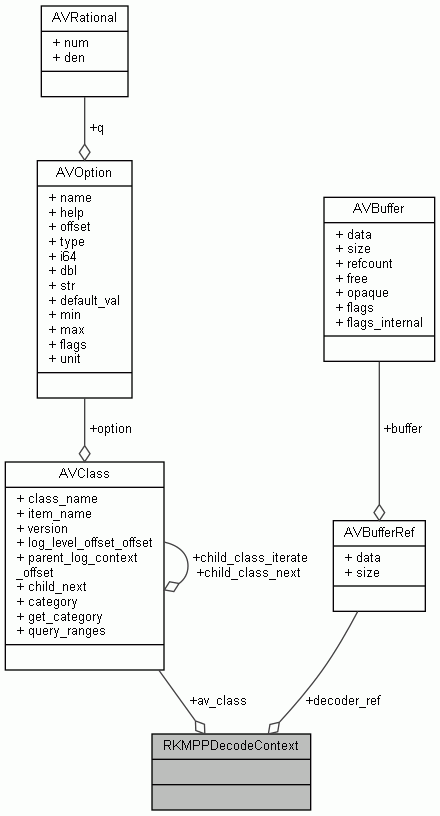 AVRational
+ num
+ den
+q
AVOption
+ name
+ help
+ offset
+ type
+ i64
+ dbl
+ str
+ default_val
+ min
+ max
+ flags
+ unit
AVBuffer
+ data
+ size
+ refcount
+ free
+ opaque
+ flags
+ flags_internal
+option
+buffer
AVClass
+ class_name
+ item_name
+ version
+ log_level_offset_offset
+ parent_log_context
_offset
+ child_next
+ category
+ get_category
+ query_ranges
+child_class_iterate
+child_class_next
AVBufferRef
+ data
+ size
+av_class
+decoder_ref
RKMPPDecodeContext